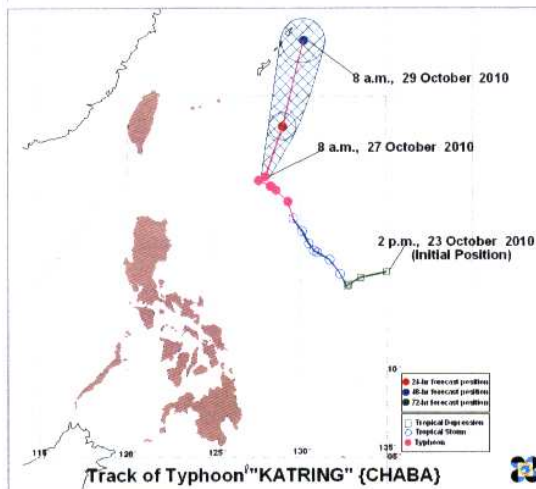 8 a.m., 29 October 2010
8 a.m., 27 October 2010
2 p.m., 23 October 2010
(Initial Position)
10
24-hr forecast position
48-hr forecast position
72-hr forecast position
Tropical Depression
Tropical Storm
Typhoon
115
120
125
130
135
05
Track of Typhoon "KATRING" {CHABA}